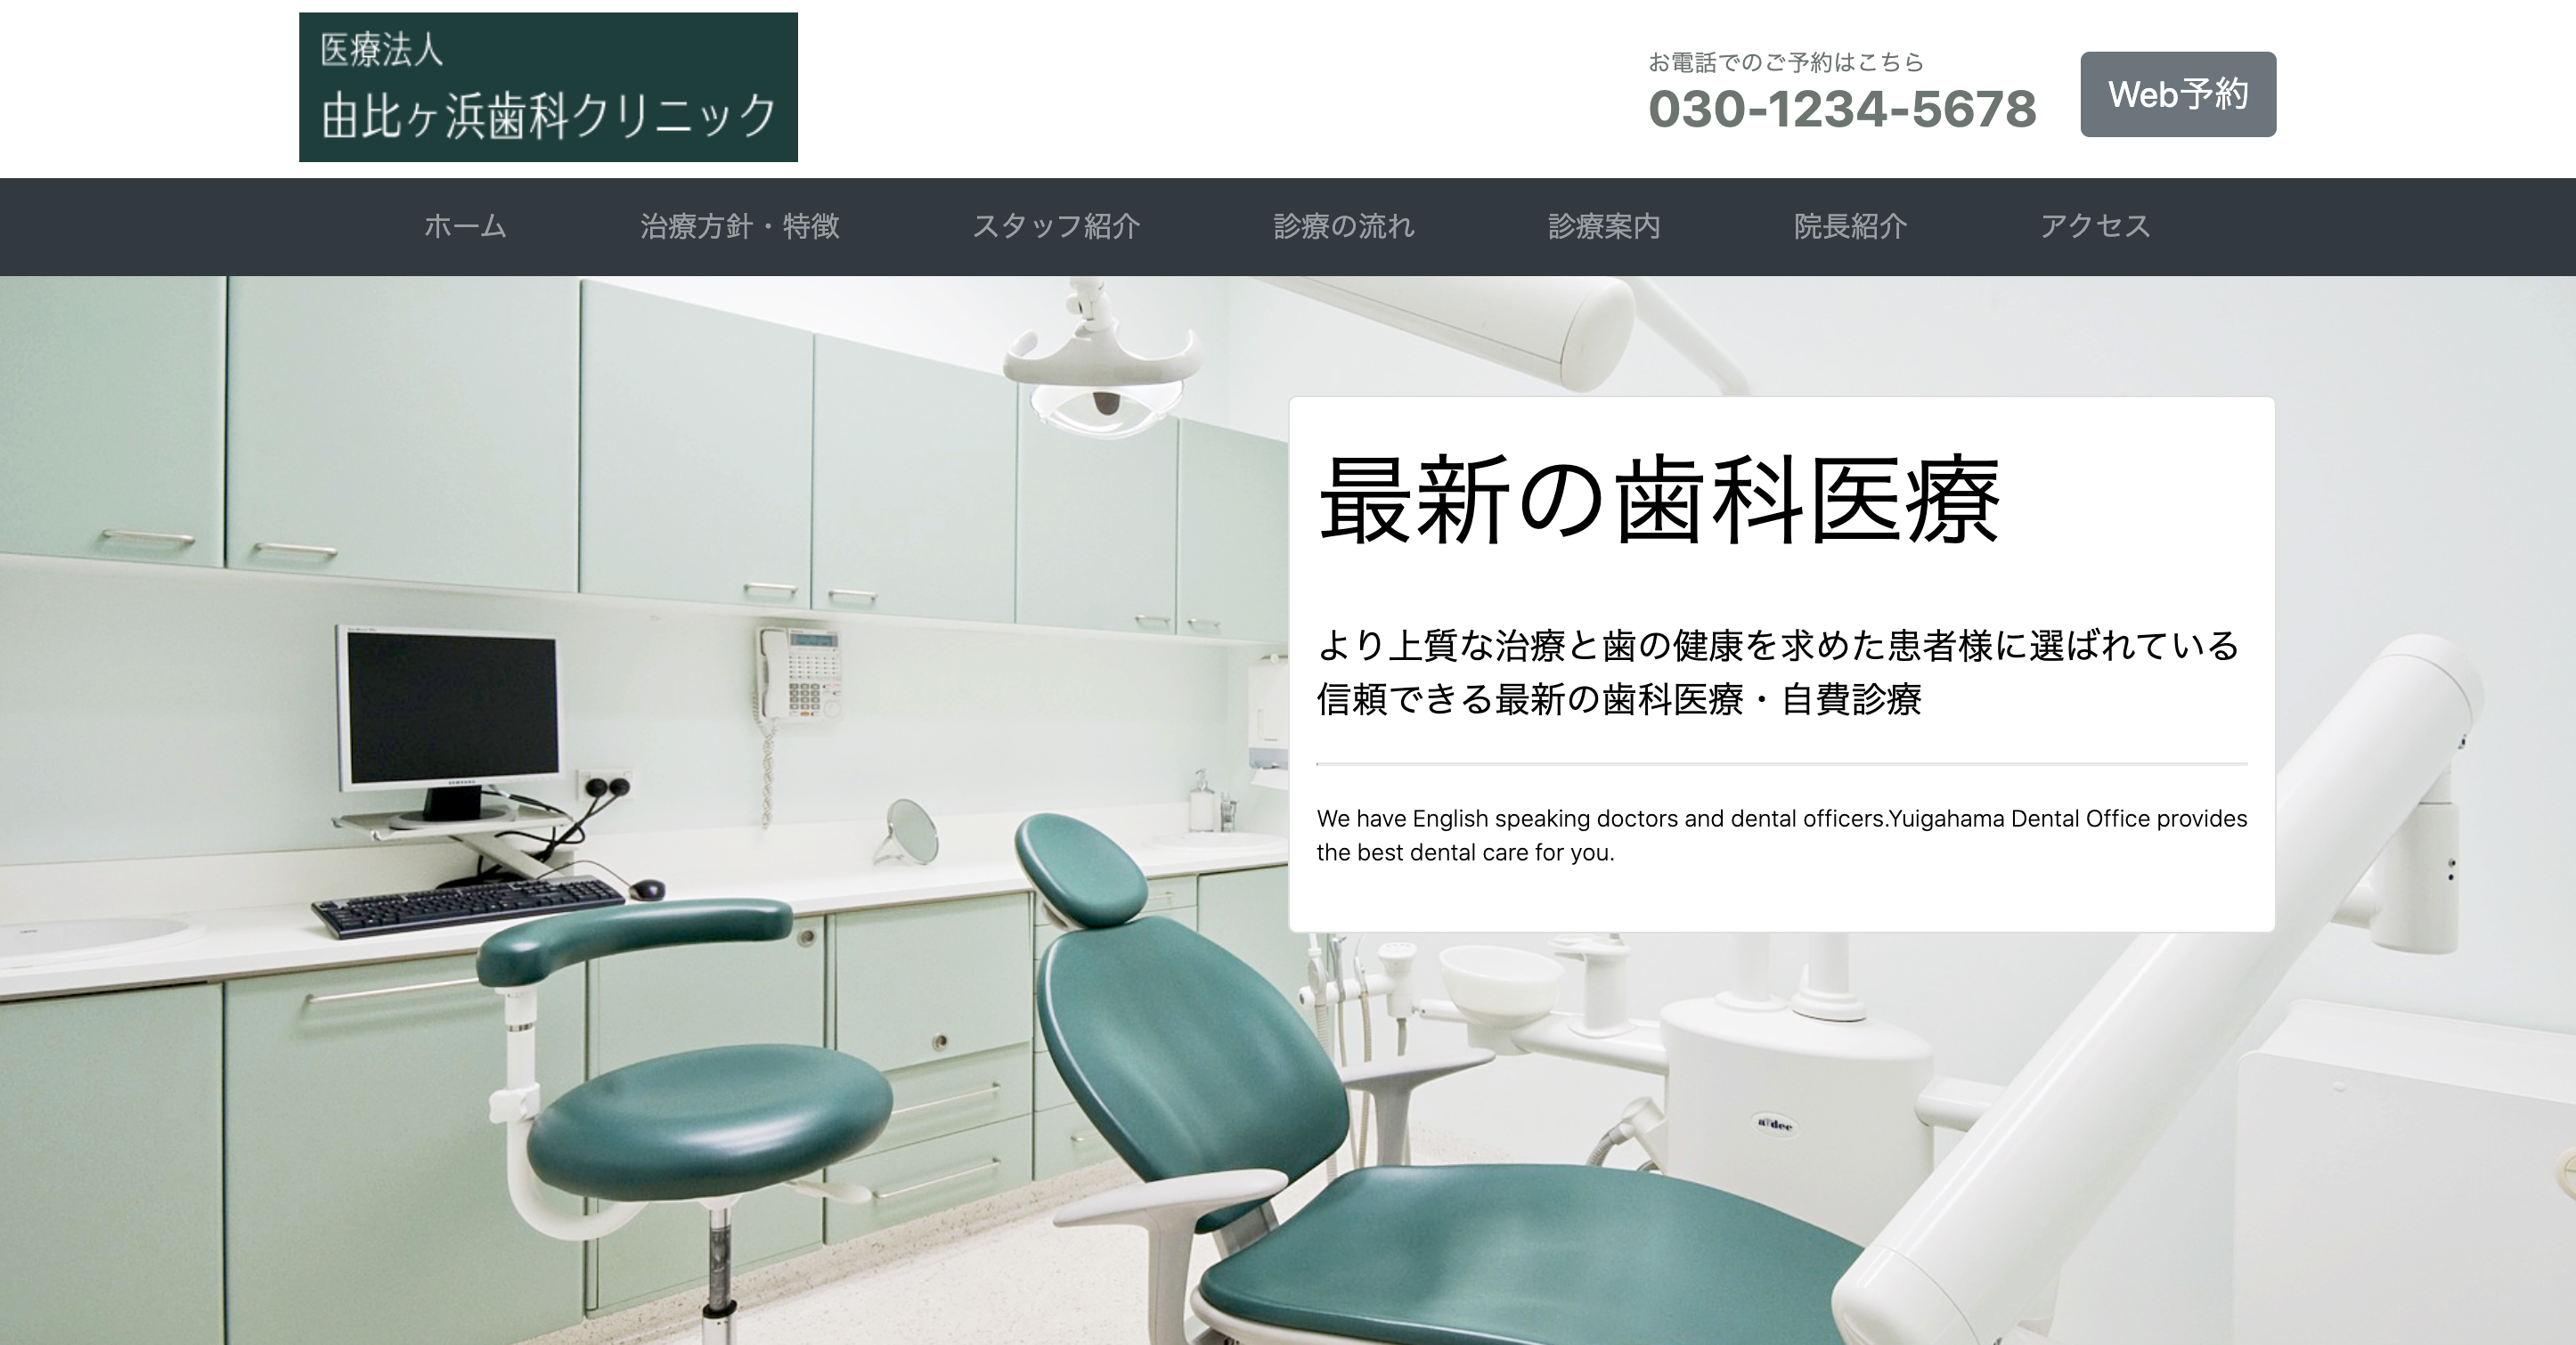 医療法人
由比ヶ浜歯科クリニック
お電話でのご予約はこちら
030-1234-5678
Web予約
ホーム 治療方針・特徴 スタッフ紹介 診療の流れ 診療案内 院長紹介 アクセス
最新の歯科医療
より上質な治療と歯の健康を求めた患者様に選ばれている
信頼できる最新の歯科医療・自費診療
We have English speaking doctors and dental officers.Yuigahama Dental Office provides
the best dental care for you.
SAMSUNG
a-dec